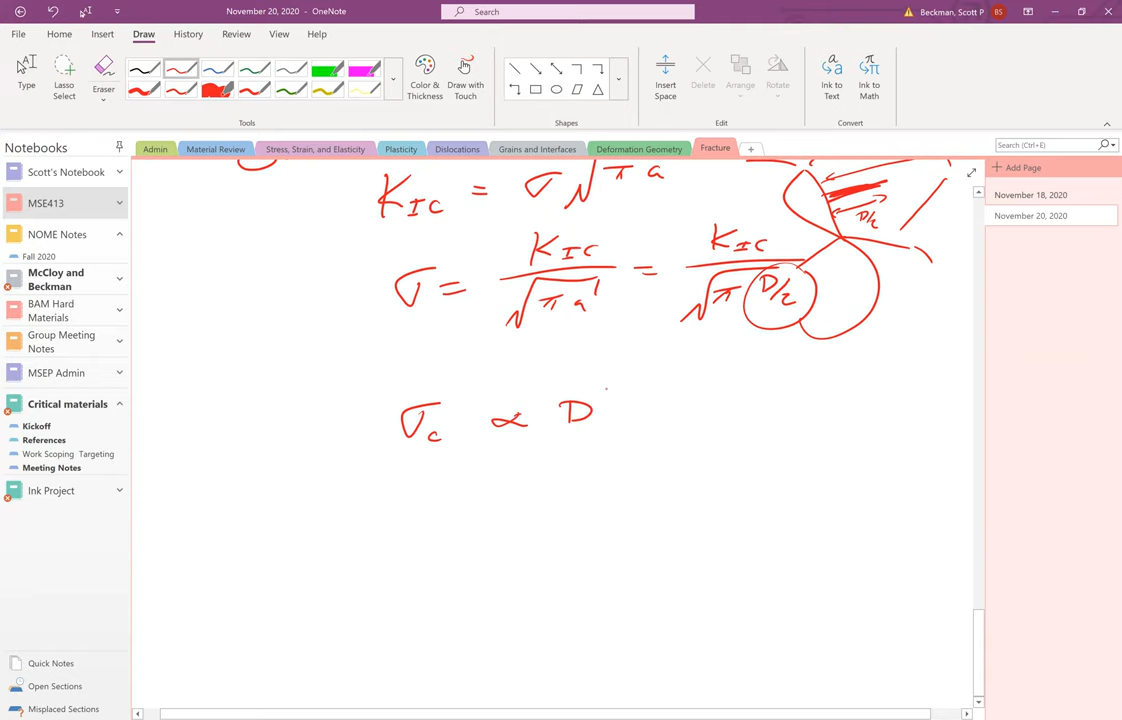 November 20, 2020 - OneNote
Search
Beckman, Scott P
BS
File Home Insert Draw History Review View Help
Type
Lasso Select
Eraser
Color & Thickness
Draw with Touch
Insert Space
Delete
Arrange
Rotate
Ink to Text
Ink to Math
Tools
Shapes
Edit
Convert
Notebooks
Admin Material Review Stress, Strain, and Elasticity Plasticity Dislocations Grains and Interfaces Deformation Geometry Fracture
Search (Ctrl+E)
Scott's Notebook
MSE413
NOME Notes
Fall 2020
McCloy and Beckman
BAM Hard Materials
Group Meeting Notes
MSEP Admin
Critical materials
Kickoff
References
Work Scoping Targeting
Meeting Notes
Ink Project
Quick Notes
Open Sections
Misplaced Sections
Add Page
November 18, 2020
November 20, 2020
K_IC = σ√π a
D/2
σ = K_IC / √π a = K_IC / √π D/2
σ_c ∝ D